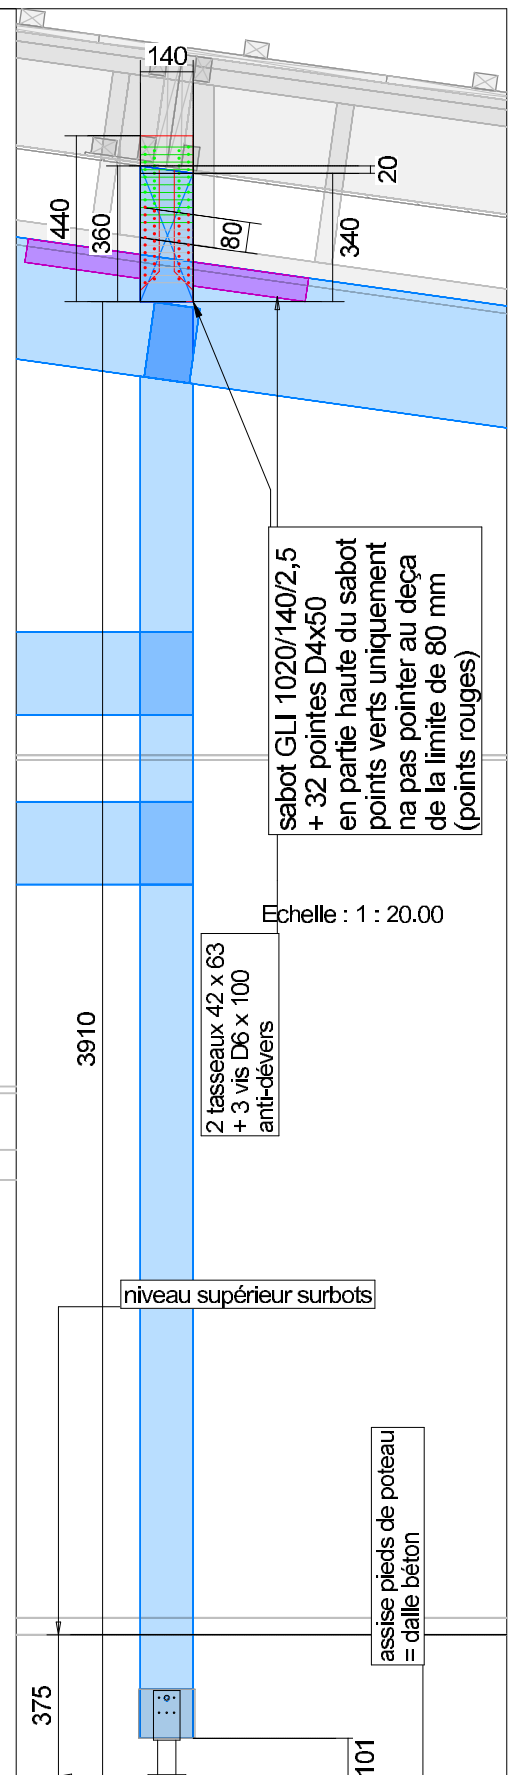 140
20
440
360
80
340
sabot GLI 1020/140/2,5
+ 32 pointes D4x50
en partie haute du sabot
points verts uniquement
na pas pointer au deça
de la limite de 80 mm
(points rouges)
Echelle : 1 : 20.00
2 tasseaux 42 x 63
+ 3 vis D6 x 100
anti-dévers
3910
niveau supérieur surbots
assise pieds de poteau
= dalle béton
375
101